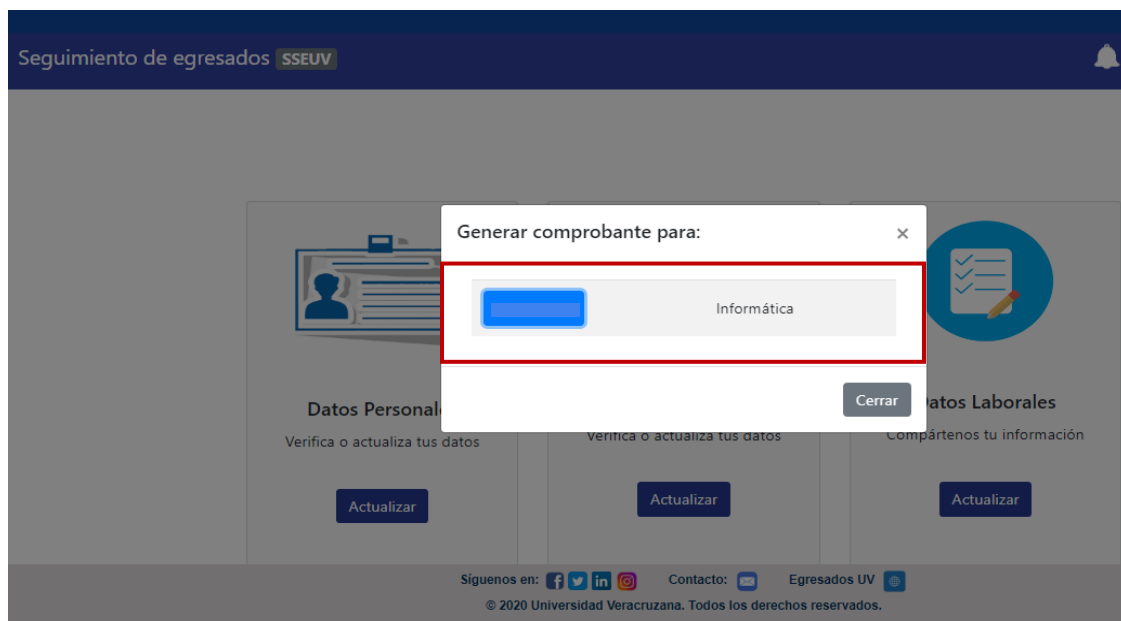 Seguimiento de egresados SSEUV
Generar comprobante para:
×
Informática
Cerrar
Datos Personal
Verifica o actualiza tus datos
Actualizar
Verifica o actualiza tus datos
Actualizar
atos Laborales
Compártenos tu información
Actualizar
Síguenos en: Contacto: Egresados UV
© 2020 Universidad Veracruzana. Todos los derechos reservados.